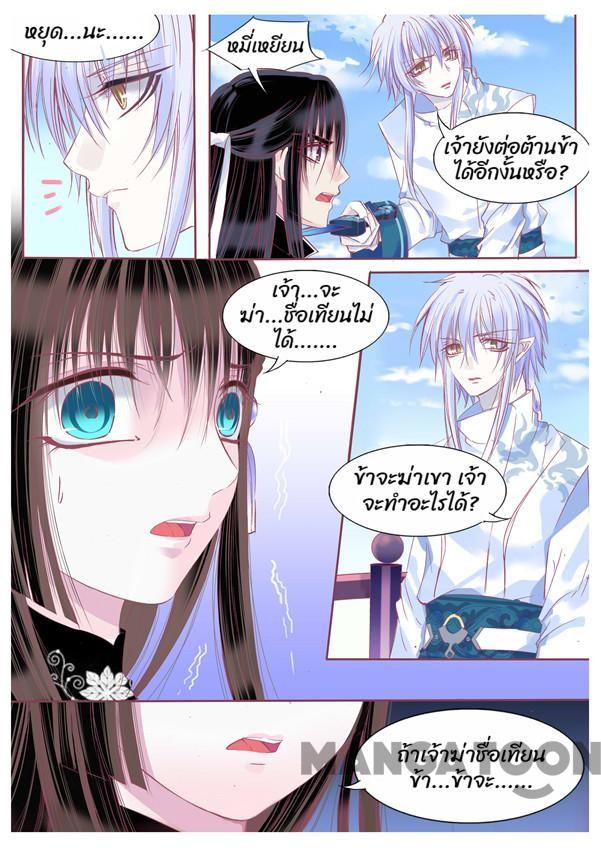 หยุด...นะ......
หมี่เหยียน
เจ้ายังต่อต้านข้า
ได้อีกงั้นหรือ?
เจ้า...จะ
ฆ่า...ชื่อเทียนไม่
ได้.......
ข้าจะฆ่าเขา เจ้า
จะทำอะไรได้?
ถ้าเจ้าฆ่าชื่อเทียน
ข้า...ข้าจะ......
MANGATOON